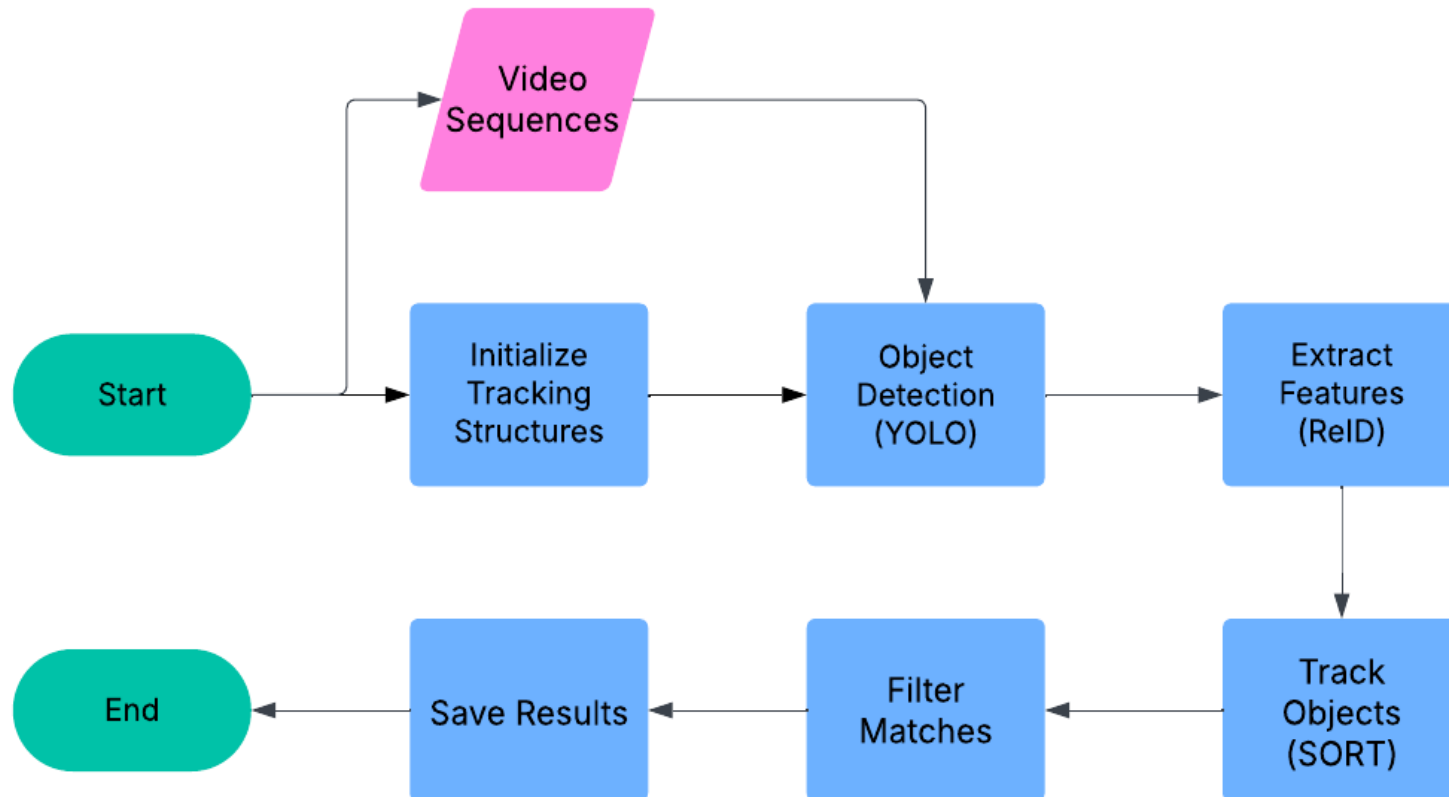 Video
Sequences
Start
Initialize
Tracking
Structures
Object
Detection
(YOLO)
Extract
Features
(ReID)
End
Save Results
Filter
Matches
Track
Objects
(SORT)